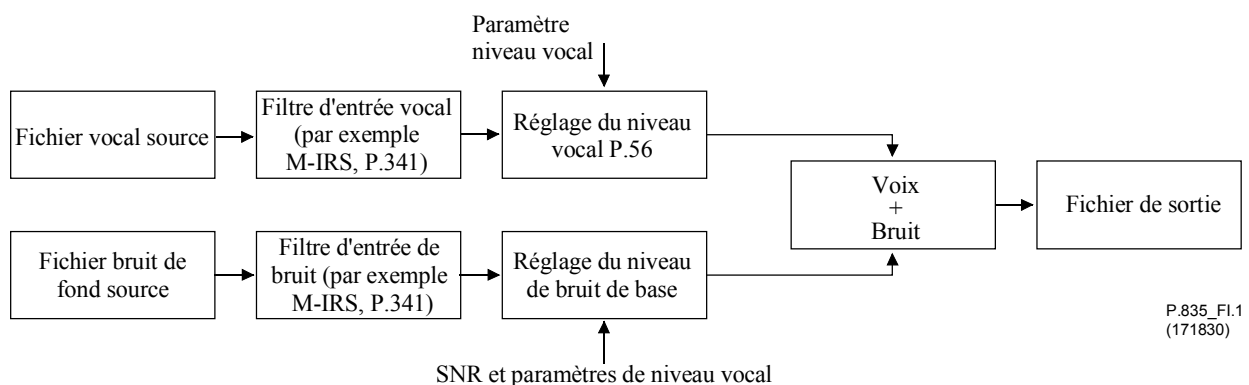 Paramètre
niveau vocal
Fichier vocal source
Filtre d'entrée vocal
(par exemple
M-IRS, P.341)
Réglage du niveau
vocal P.56
Voix
+
Bruit
Fichier de sortie
Fichier bruit de
fond source
Filtre d'entrée de
bruit (par exemple
M-IRS, P.341)
Réglage du niveau
de bruit de base
SNR et paramètres de niveau vocal
P.835_FI.1
(171830)